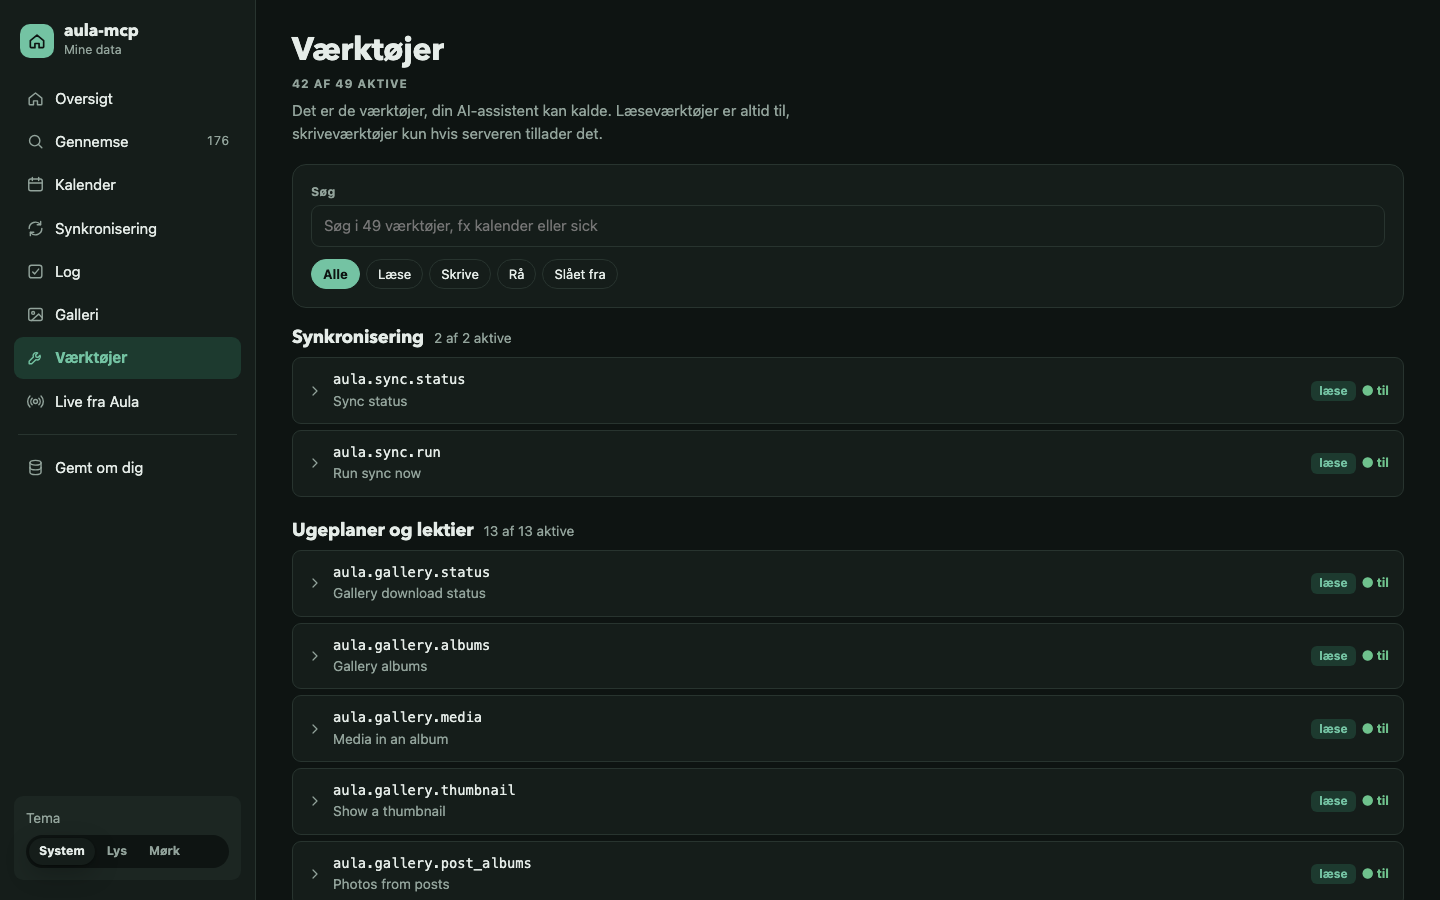 aula-mcp
Mine data
Oversigt
Gennemse 176
Kalender
Synkronisering
Log
Galleri
Værktøjer
Live fra Aula
Gemt om dig
Tema
System Lys Mørk
Værktøjer
42 AF 49 AKTIVE
Det er de værktøjer, din AI-assistent kan kalde. Læseværktøjer er altid til,
skriveværktøjer kun hvis serveren tillader det.
Søg
Søg i 49 værktøjer, fx kalender eller sick
Alle Læse Skrive Rå Slået fra
Synkronisering 2 af 2 aktive
aula.sync.status
Sync status
læse til
aula.sync.run
Run sync now
læse til
Ugeplaner og lektier 13 af 13 aktive
aula.gallery.status
Gallery download status
læse til
aula.gallery.albums
Gallery albums
læse til
aula.gallery.media
Media in an album
læse til
aula.gallery.thumbnail
Show a thumbnail
læse til
aula.gallery.post_albums
Photos from posts
læse til